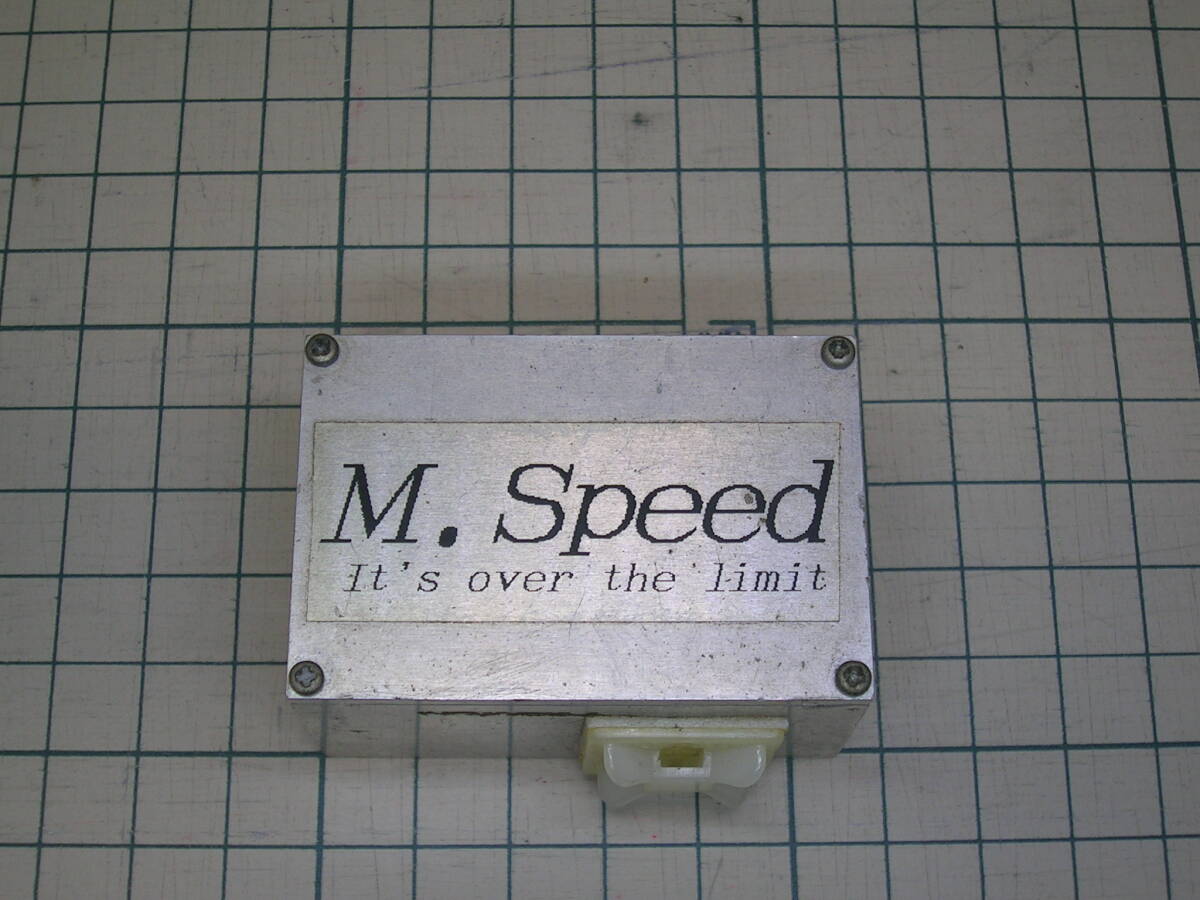 M. Speed
It's over the limit